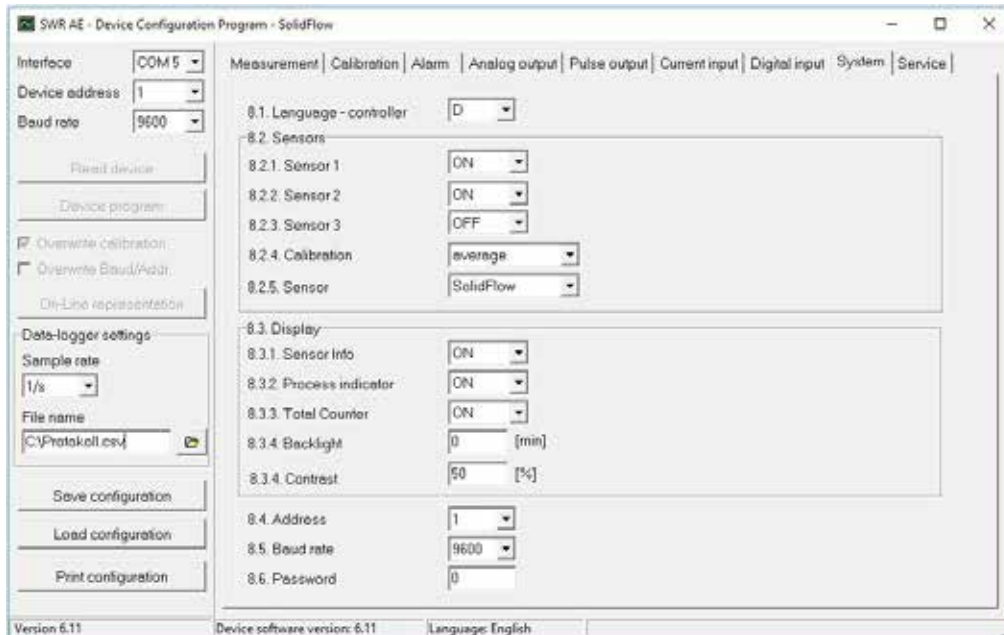 SWR AE - Device Configuration Program - SolidFlow
Interface COM 5
Device address 1
Baud rate 9600
Read device
Device program
Overwrite calibration
Overwrite Baud/Addr.
On-Line representation
Data-logger settings
Sample rate
1/s
File name
C:\Protokoll.csv
Save configuration
Load configuration
Print configuration
Measurement Calibration Alarm Analog output Pulse output Current input Digital input System Service
8.1. Language - controller D
8.2. Sensors
8.2.1. Sensor 1 ON
8.2.2. Sensor 2 ON
8.2.3. Sensor 3 OFF
8.2.4. Calibration average
8.2.5. Sensor SolidFlow
8.3. Display
8.3.1. Sensor Info ON
8.3.2. Process indicator ON
8.3.3. Total Counter ON
8.3.4. Backlight 0 [min]
8.3.4. Contrast 50 [%]
8.4. Address 1
8.5. Baud rate 9600
8.6. Password 0
Version 6.11 Device software version: 6.11 Language: English